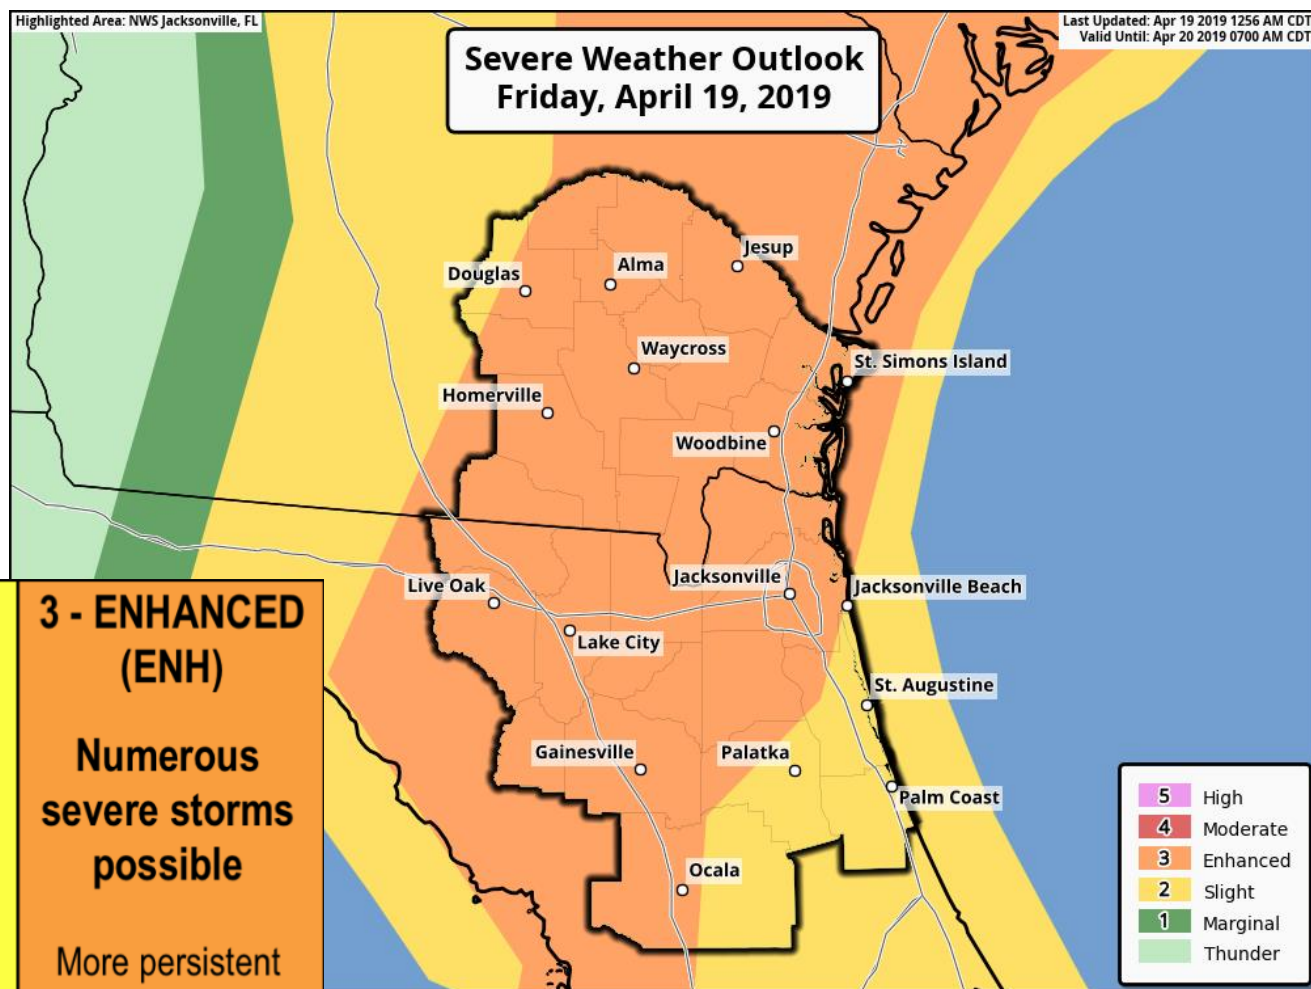 Highlighted Area: NWS Jacksonville, FL
Last Updated: Apr 19 2019 1256 AM CDT
Valid Until: Apr 20 2019 0700 AM CDT
Severe Weather Outlook
Friday, April 19, 2019
Jesup
Alma
Douglas
Waycross
St. Simons Island
Homerville
Woodbine
Jacksonville
Live Oak
Jacksonville Beach
Lake City
St. Augustine
Gainesville
Palatka
Palm Coast
Ocala
3 - ENHANCED
(ENH)
Numerous
severe storms
possible
More persistent
5 High
4 Moderate
3 Enhanced
2 Slight
1 Marginal
Thunder